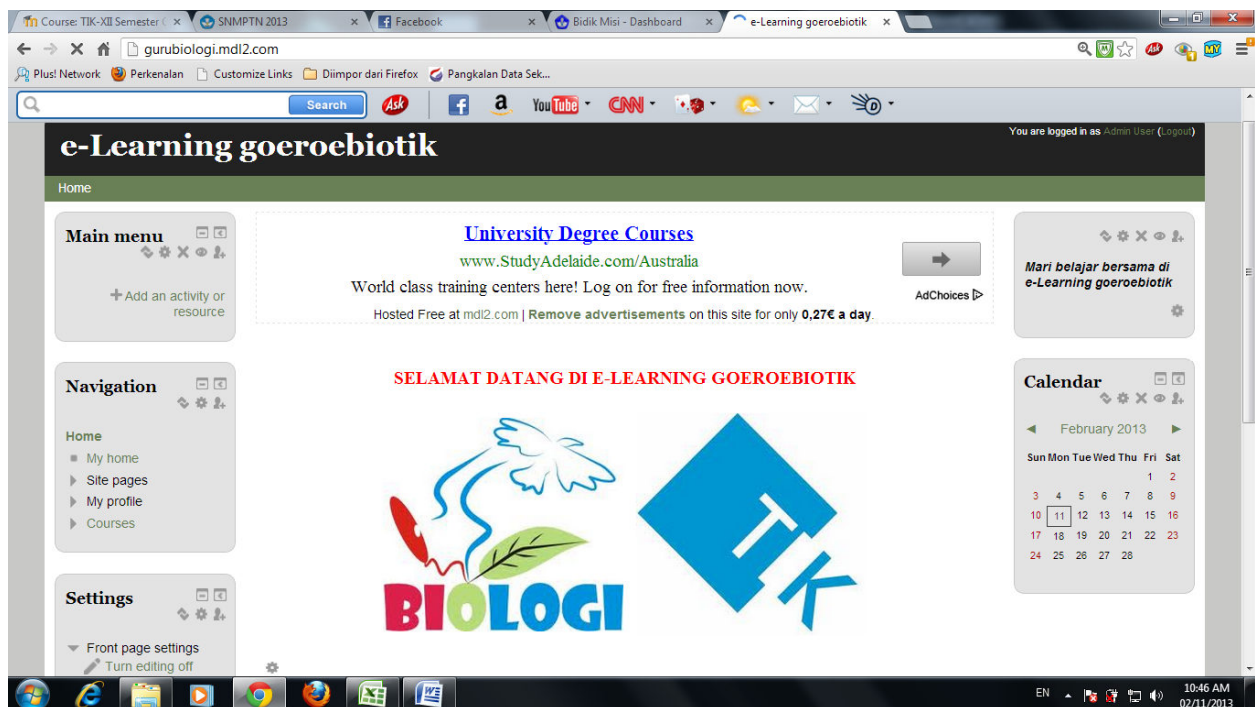 Course: TIK-XII Semester (
SNMPTN 2013
Facebook
Bidik Misi - Dashboard
e-Learning goeroebiotik
gurubiologi.mdl2.com
Plus! Network
Perkenalan
Customize Links
Diimpor dari Firefox
Pangkalan Data Sek...
Search
Ask
a
YouTube
CNN
D
e-Learning goeroebiotik
You are logged in as Admin User (Logout)
Home
Main menu
Add an activity or
resource
Navigation
Home
My home
Site pages
My profile
Courses
Settings
Front page settings
Turn editing off
University Degree Courses
www.StudyAdelaide.com/Australia
World class training centers here! Log on for free information now.
AdChoices
Hosted Free at mdl2.com | Remove advertisements on this site for only 0,27€ a day.
SELAMAT DATANG DI E-LEARNING GOEROEBIOTIK
BIOLOGI
TIK
Mari belajar bersama di
e-Learning goeroebiotik
Calendar
February 2013
Sun Mon Tue Wed Thu Fri Sat
1 2
3 4 5 6 7 8 9
10 11 12 13 14 15 16
17 18 19 20 21 22 23
24 25 26 27 28
EN
10:46 AM
02/11/2013